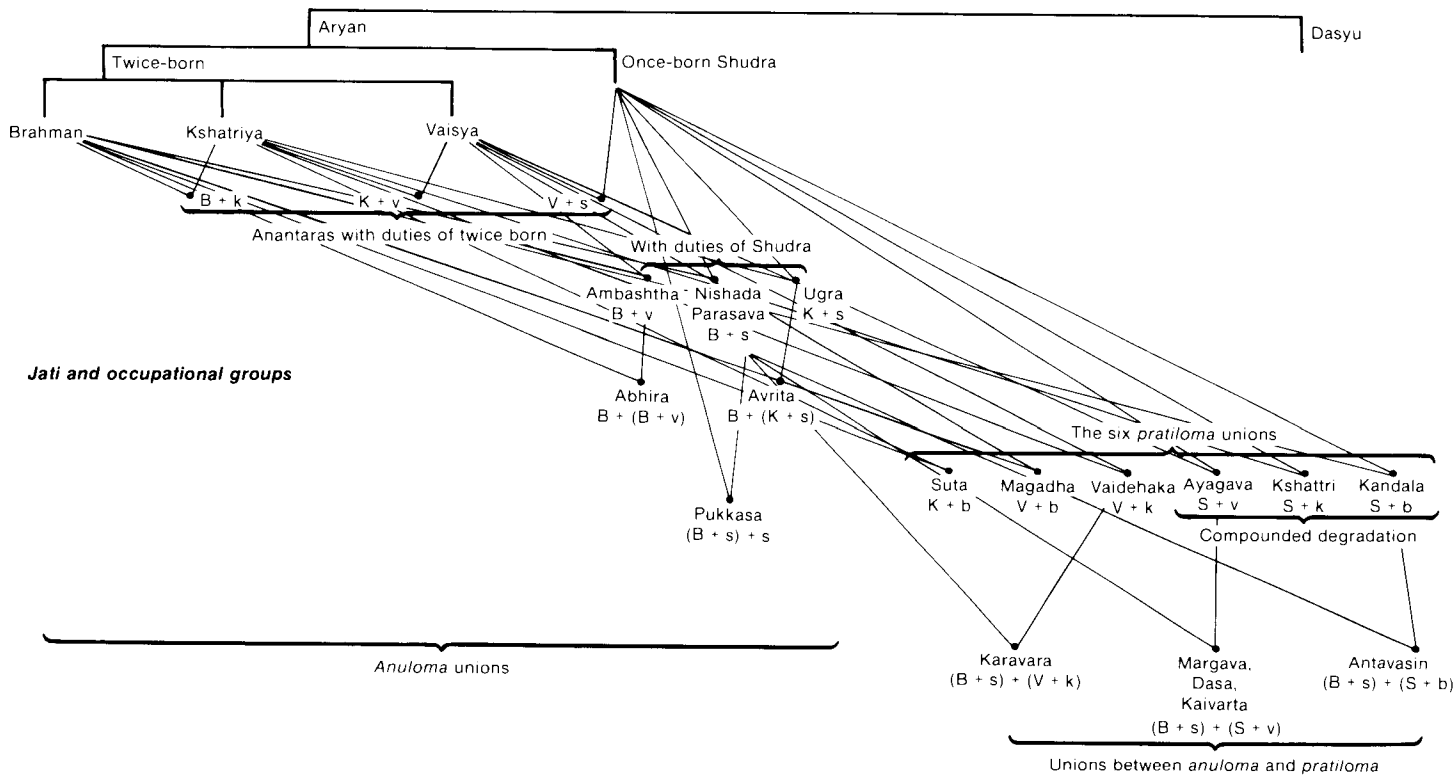 Aryan
Dasyu
Twice-born
Once-born Shudra
Brahman
Kshatriya
Vaisya
B + k
K + v
V + s
Anantaras with duties of twice born
With duties of Shudra
Ambashtha
B + v
Nishada
Parasava
B + s
Ugra
K + s
Jati and occupational groups
Abhira
B + (B + v)
Avrita
B + (K + s)
The six pratiloma unions
Suta
K + b
Magadha
V + b
Vaidehaka
V + k
Ayagava
S + v
Kshattri
S + k
Kandala
S + b
Pukkasa
(B + s) + s
Compounded degradation
Anuloma unions
Karavara
(B + s) + (V + k)
Margava,
Dasa,
Kaivarta
(B + s) + (S + v)
Antavasin
(B + s) + (S + b)
Unions between anuloma and pratiloma